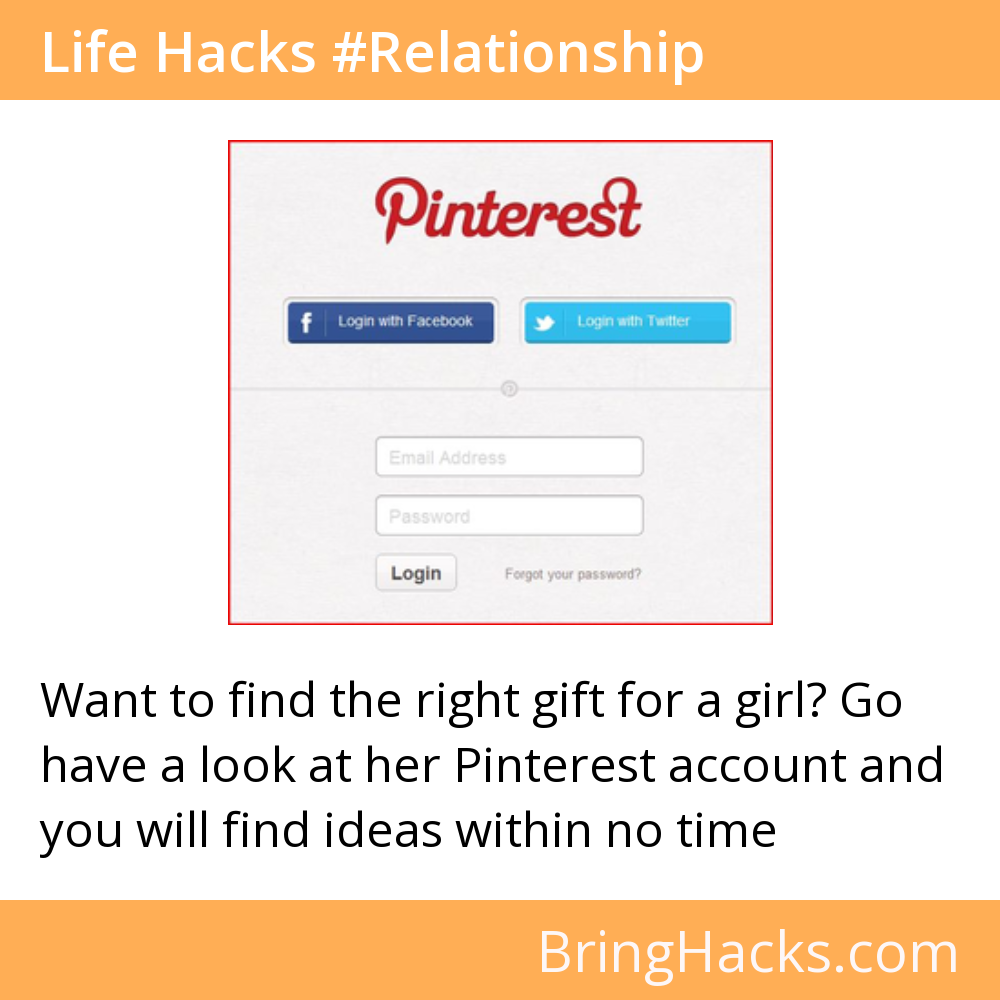 Life Hacks #Relationship
Pinterest
Login with Facebook
Login with Twitter
Email Address
Password
Login
Forgot your password?
Want to find the right gift for a girl? Go
have a look at her Pinterest account and
you will find ideas within no time
BringHacks.com